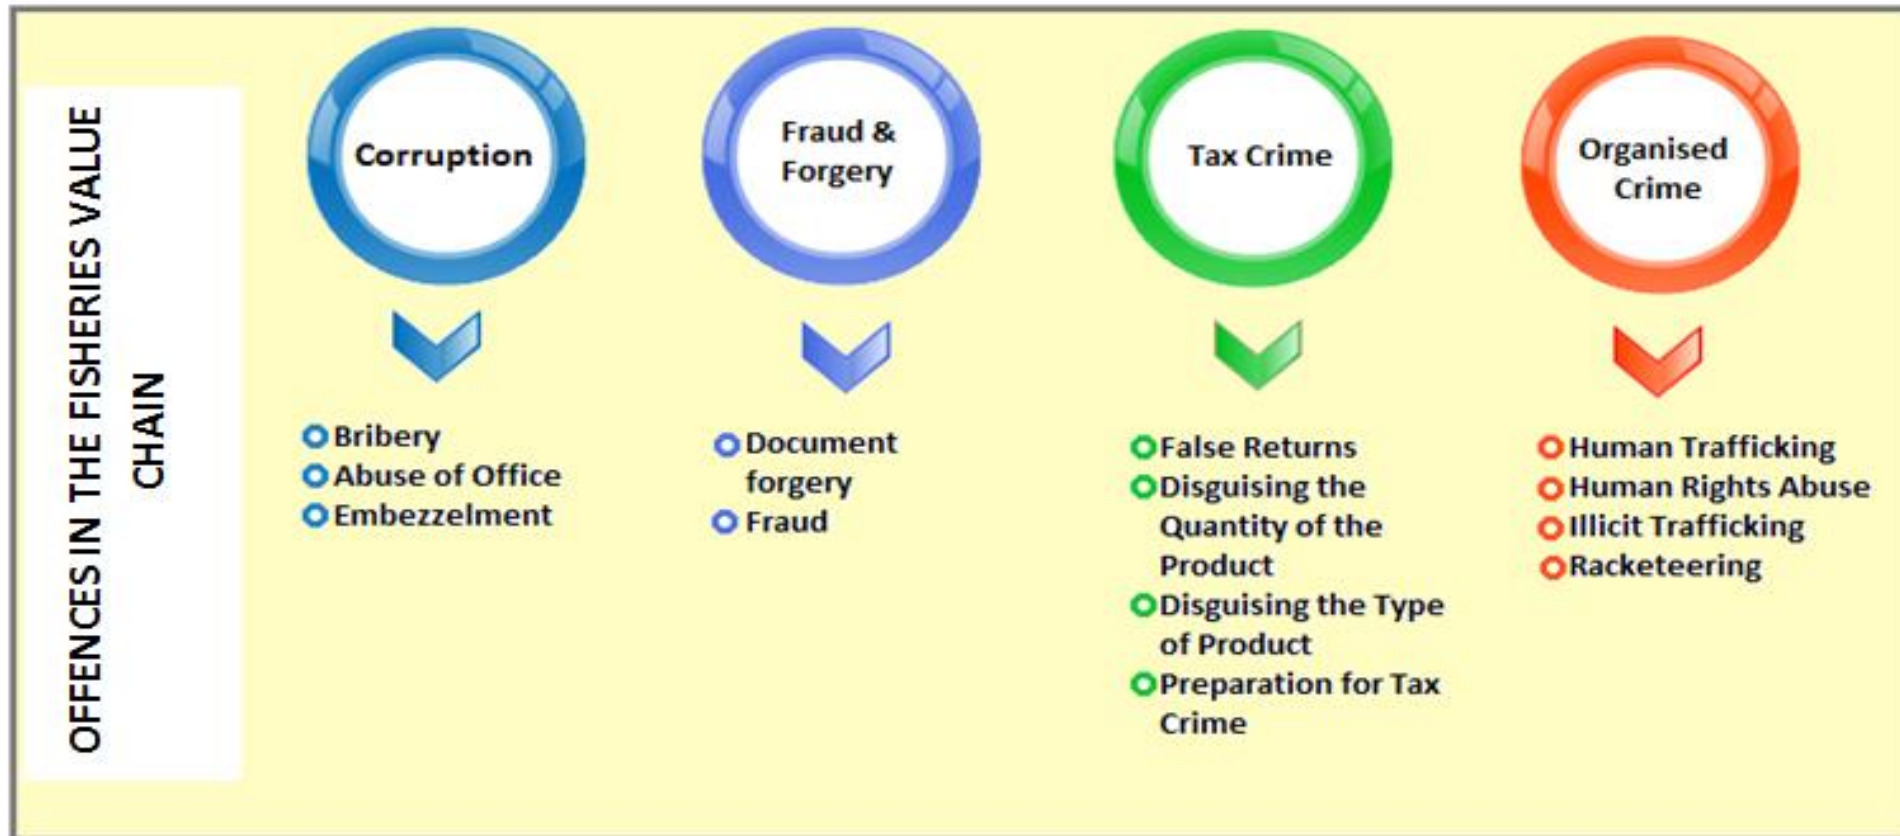 OFFENCES IN THE FISHERIES VALUE
CHAIN
Corruption
Bribery
Abuse of Office
Embezzelment
Fraud &
Forgery
Document
forgery
Fraud
Tax Crime
False Returns
Disguising the
Quantity of the
Product
Disguising the Type
of Product
Preparation for Tax
Crime
Organised
Crime
Human Trafficking
Human Rights Abuse
Illicit Trafficking
Racketeering